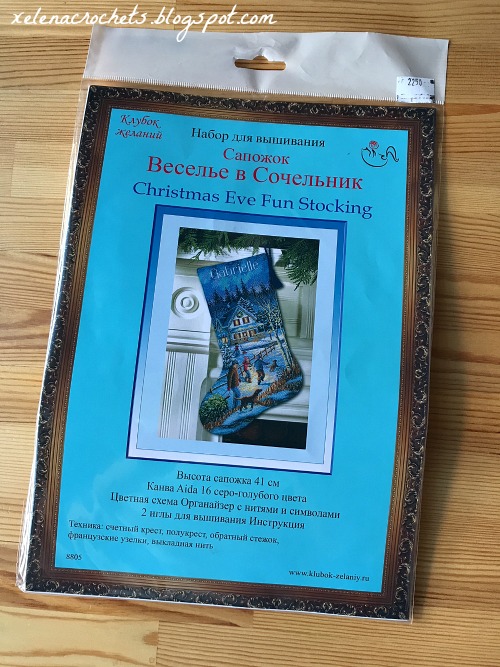 xelenacrochets.blogspot.com
2290
Клубок
желаний
Набор для вышивания
Сапожок
Веселье в Сочельник
Christmas Eve Fun Stocking
Gabrielle
Высота сапожка 41 см
Канва Aida 16 серо-голубого цвета
Цветная схема Органайзер с нитями и символами
2 иглы для вышивания Инструкция
Техника: счетный крест, полукрест, обратный стежок,
французские узелки, выкладная нить
8805
www.klubok-zelaniy.ru